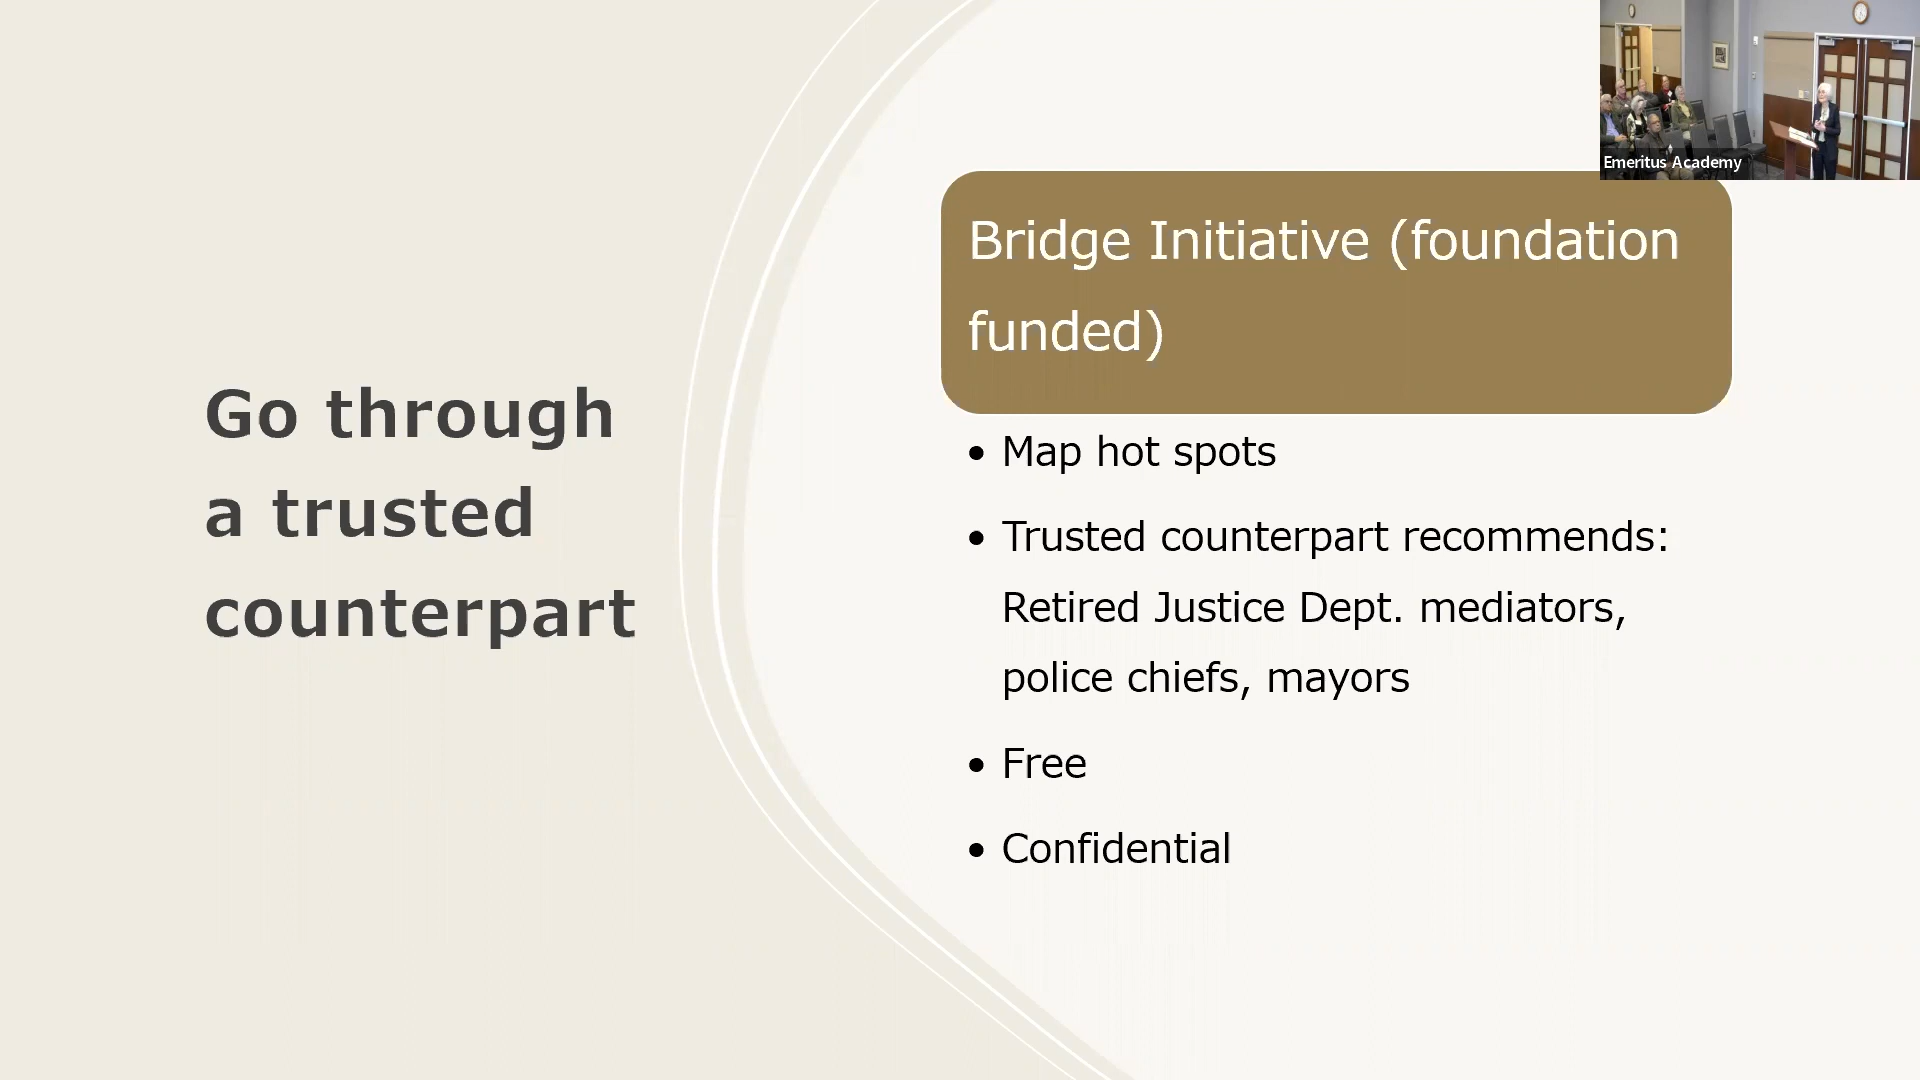 Go through
a trusted
counterpart
Emeritus Academy
Bridge Initiative (foundation
funded)
• Map hot spots
• Trusted counterpart recommends:
Retired Justice Dept. mediators,
police chiefs, mayors
• Free
• Confidential